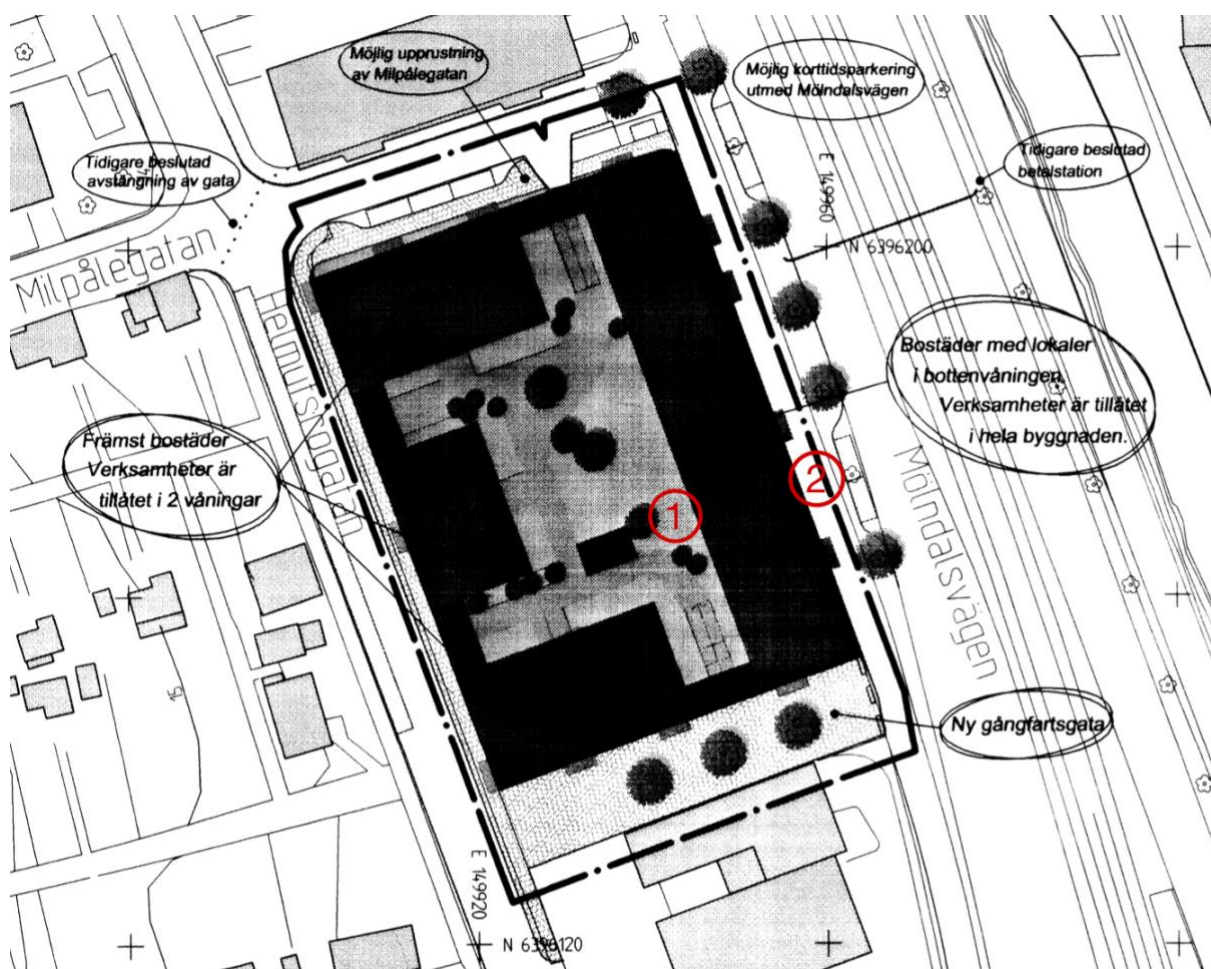 Möjlig upprustning
av Milpålegatan
Möjlig korttidsparkering
utmed Mölndalsvägen
Tidigare beslutad
avstängning av gata
Tidigare beslutad
betalstation
E 149960
N 6396200
Milpålegatan
Helmutsrogatan
Bostäder med lokaler
i bottenvåningen.
Verksamheter är tillåtet
i hela byggnaden.
Främst bostäder
Verksamheter är
tillåtet i 2 våningar
1
2
Mölndalsvägen
Ny gångfartsgata
15
E 149920
N 6396120